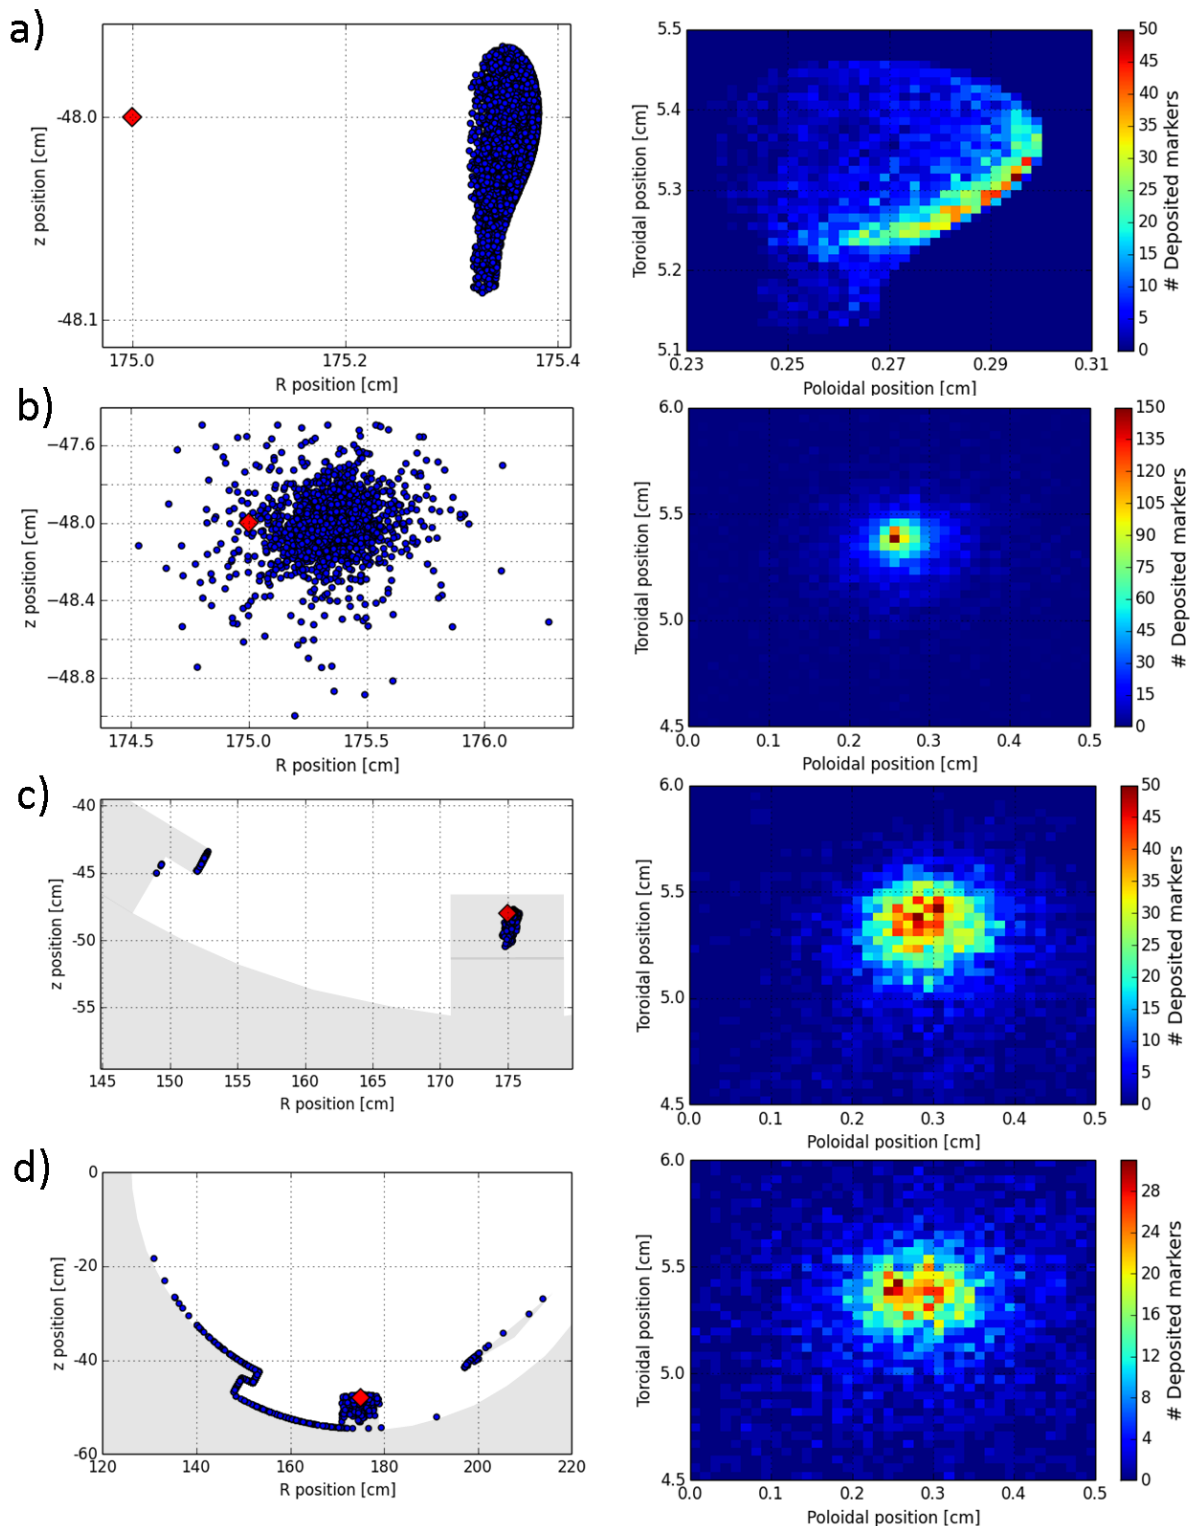 a)
-48.0
-48.1
z position [cm]
175.0 175.2 175.4
R position [cm]
5.5
5.4
5.3
5.2
5.1
Toroidal position [cm]
0.23 0.25 0.27 0.29 0.31
Poloidal position [cm]
50
45
40
35
30
25
20
15
10
5
0
# Deposited markers
b)
−47.6
−48.0
−48.4
−48.8
z position [cm]
174.5 175.0 175.5 176.0
R position [cm]
6.0
5.5
5.0
4.5
Toroidal position [cm]
0.0 0.1 0.2 0.3 0.4 0.5
Poloidal position [cm]
150
135
120
105
90
75
60
45
30
15
0
# Deposited markers
c)
-40
-45
-50
-55
z position [cm]
145 150 155 160 165 170 175
R position [cm]
6.0
5.5
5.0
4.5
Toroidal position [cm]
0.0 0.1 0.2 0.3 0.4 0.5
Poloidal position [cm]
50
45
40
35
30
25
20
15
10
5
0
# Deposited markers
d)
0
-20
-40
-60
z position [cm]
120 140 160 180 200 220
R position [cm]
6.0
5.5
5.0
4.5
Toroidal position [cm]
0.0 0.1 0.2 0.3 0.4 0.5
Poloidal position [cm]
28
24
20
16
12
8
4
0
# Deposited markers